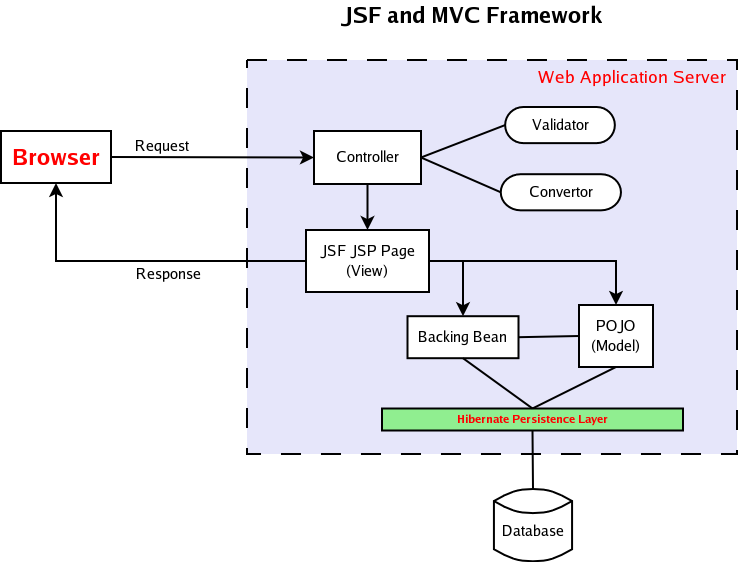 JSF and MVC Framework
Web Application Server
Browser
Request
Controller
Validator
Convertor
Response
JSF JSP Page
(View)
Backing Bean
POJO
(Model)
Hibernate Persistence Layer
Database